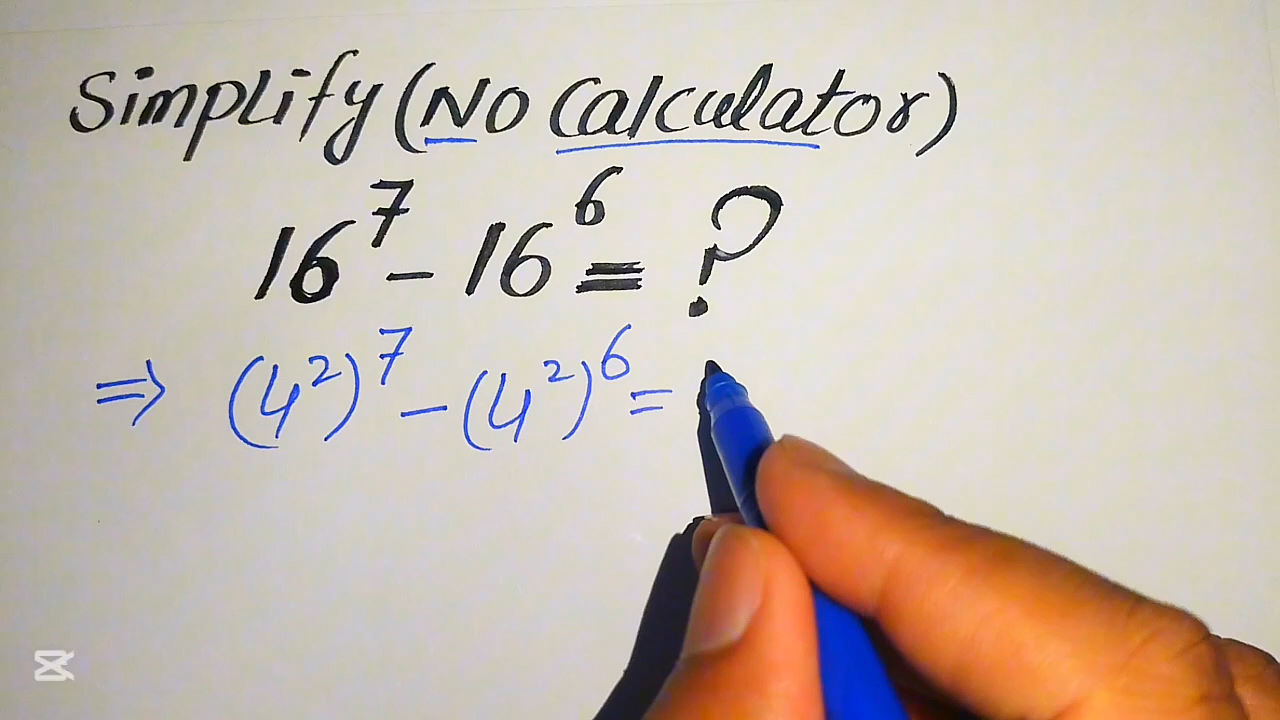 Simplify (No Calculator)
16⁷ - 16⁶ = ?
⇒ (4²)⁷ - (4²)⁶ =